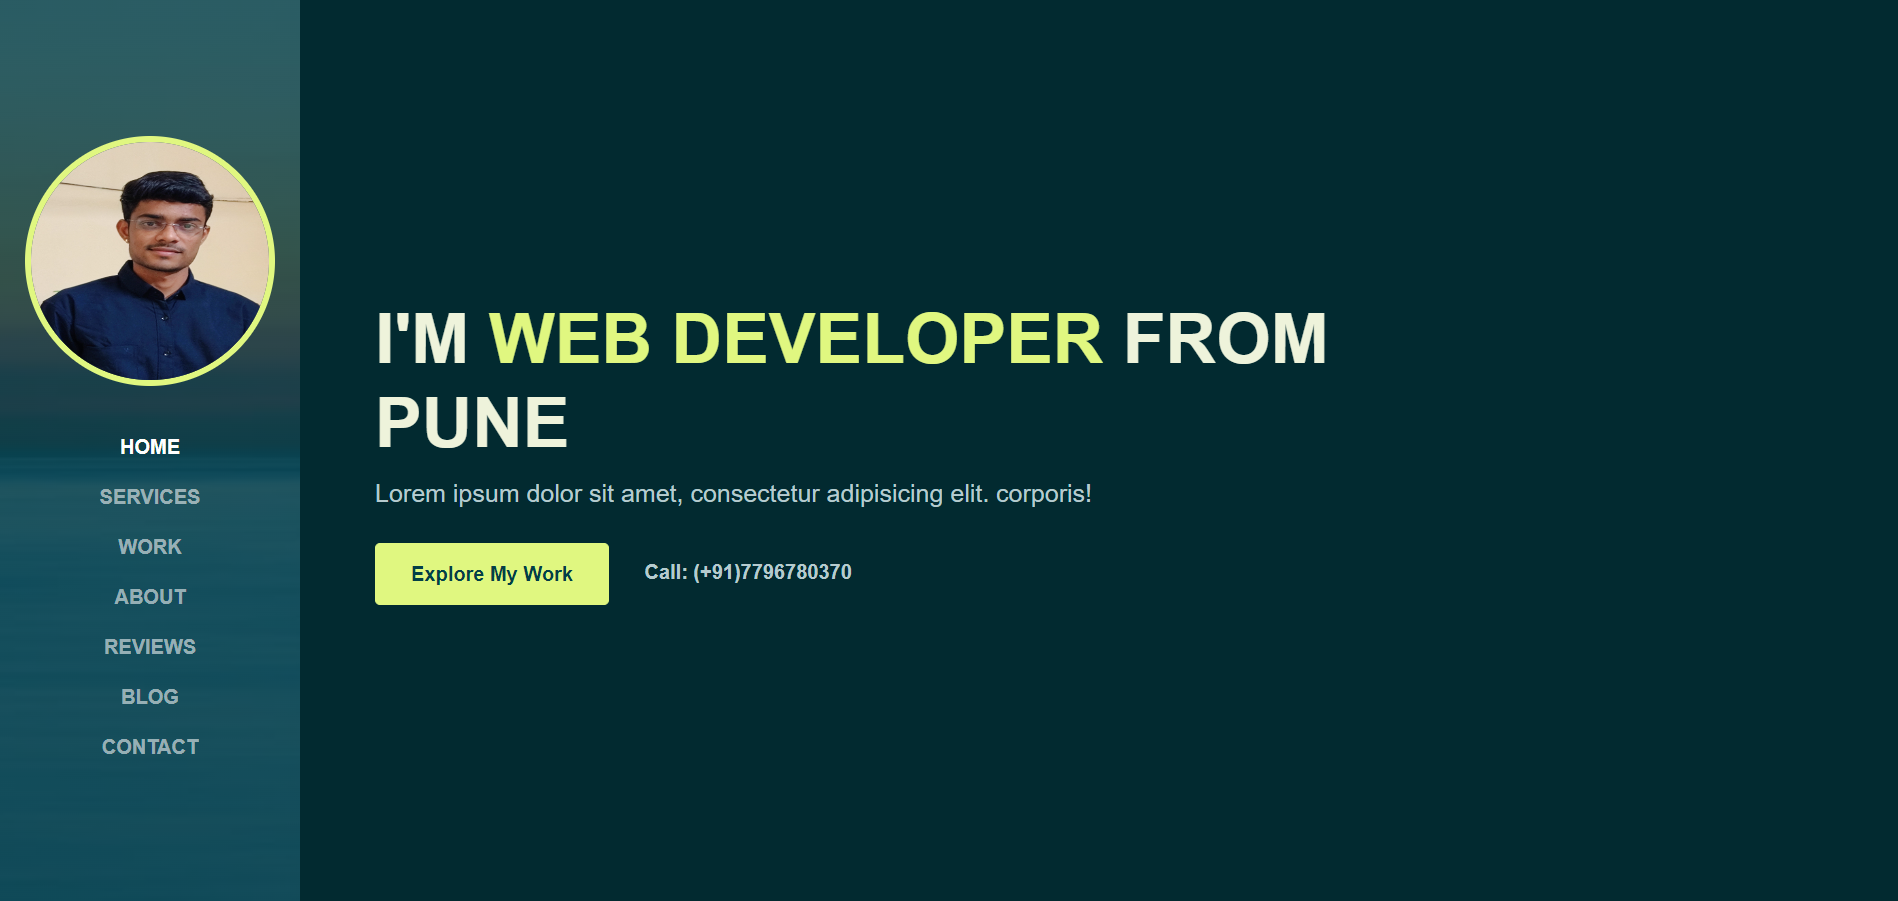 HOME
SERVICES
WORK
ABOUT
REVIEWS
BLOG
CONTACT
I'M WEB DEVELOPER FROM
PUNE
Lorem ipsum dolor sit amet, consectetur adipisicing elit. corporis!
Explore My Work
Call: (+91)7796780370